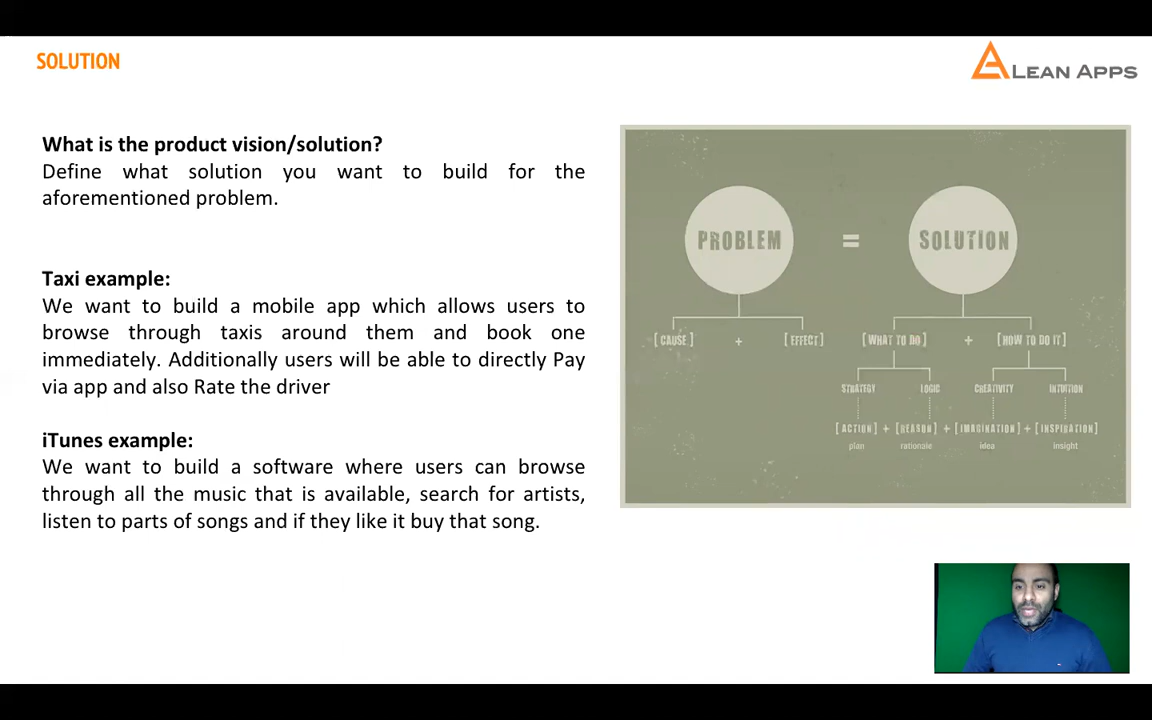 SOLUTION
LEAN APPS
What is the product vision/solution?
Define what solution you want to build for the
aforementioned problem.
Taxi example:
We want to build a mobile app which allows users to
browse through taxis around them and book one
immediately. Additionally users will be able to directly Pay
via app and also Rate the driver
iTunes example:
We want to build a software where users can browse
through all the music that is available, search for artists,
listen to parts of songs and if they like it buy that song.
PROBLEM = SOLUTION
[CAUSE] + [EFFECT] [WHAT TO DO] + [HOW TO DO IT]
STRATEGY LOGIC CREATIVITY INTUITION
[ACTION] + [REASON] + [IMAGINATION] + [INSPIRATION]
plan rationale idea insight